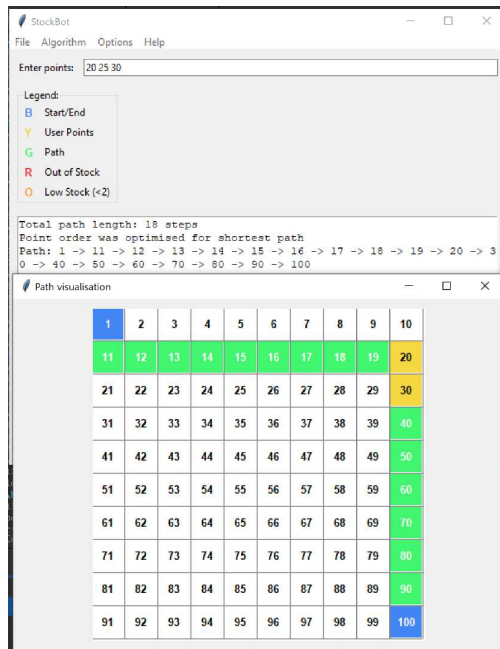 StockBot
File Algorithm Options Help
Enter points: 20 25 30
Legend:
B Start/End
Y User Points
G Path
R Out of Stock
O Low Stock (<2)
Total path length: 18 steps
Point order was optimised for shortest path
Path: 1 -> 11 -> 12 -> 13 -> 14 -> 15 -> 16 -> 17 -> 18 -> 19 -> 20 -> 3
0 -> 40 -> 50 -> 60 -> 70 -> 80 -> 90 -> 100
Path visualisation
1 2 3 4 5 6 7 8 9 10
11 12 13 14 15 16 17 18 19 20
21 22 23 24 25 26 27 28 29 30
31 32 33 34 35 36 37 38 39 40
41 42 43 44 45 46 47 48 49 50
51 52 53 54 55 56 57 58 59 60
61 62 63 64 65 66 67 68 69 70
71 72 73 74 75 76 77 78 79 80
81 82 83 84 85 86 87 88 89 90
91 92 93 94 95 96 97 98 99 100